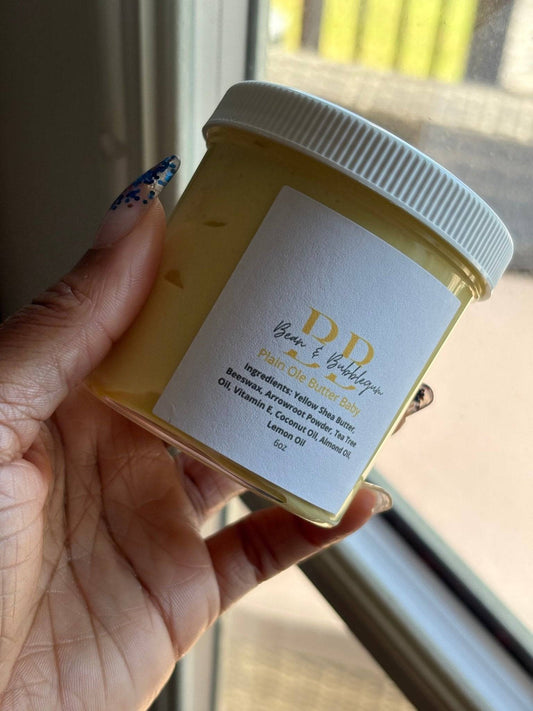 BB
Bean & Bubblegum
Plain Ole Butter Baby
Ingredients: Yellow Shea Butter,
Beeswax, Arrowroot Powder, Tea Tree
Oil, Vitamin E, Coconut Oil, Almond Oil,
Lemon Oil
6oz